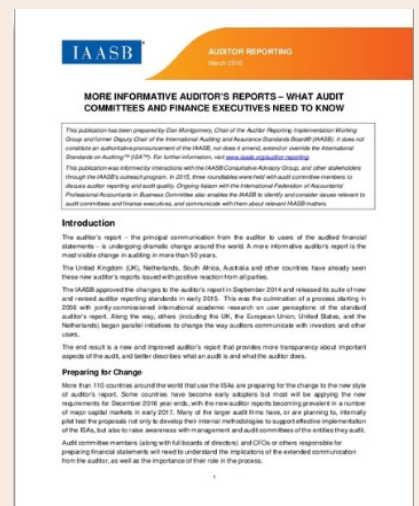 IAASB
AUDITOR REPORTING
March 2016
MORE INFORMATIVE AUDITOR'S REPORTS – WHAT AUDIT
COMMITTEES AND FINANCE EXECUTIVES NEED TO KNOW
This publication has been prepared by Dan Montgomery, Chair of the Auditor Reporting Implementation Working
Group and former Deputy Chair of the International Auditing and Assurance Standards Board® (IAASB). It does not
constitute an authoritative pronouncement of the IAASB, nor does it amend, extend or override the International
Standards on Auditing™ (ISA™). For further information, visit www.iaasb.org/auditor-reporting.
This publication was informed by interactions with the IAASB Consultative Advisory Group, and other stakeholders
through the IAASB's outreach program. In 2015, three roundtables were held with audit committee members to
discuss auditor reporting and audit quality. Ongoing liaison with the International Federation of Accountants'
Professional Accountants in Business Committee also enables the IAASB to identify and consider issues relevant to
audit committees and finance executives, and communicate with them about relevant IAASB matters.
Introduction
The auditor's report – the principal communication from the auditor to users of the audited financial
statements – is undergoing dramatic change around the world. A more informative auditor's report is the
most visible change in auditing in more than 50 years.
The United Kingdom (UK), Netherlands, South Africa, Australia and other countries have already seen
these new auditor's reports issued with positive reaction from all parties.
The IAASB approved the changes to the auditor's report in September 2014 and released its suite of new
and revised auditor reporting standards in early 2015. This was the culmination of a process starting in
2006 with jointly-commissioned international academic research on user perceptions of the standard
auditor's report. Along the way, others (including the UK, the European Union, United States, and the
Netherlands) began parallel initiatives to change the way auditors communicate with investors and other
users.
The end result is a new and improved auditor's report that provides more transparency about important
aspects of the audit, and better describes what an audit is and what the auditor does.
Preparing for Change
More than 110 countries around the world that use the ISAs are preparing for the change to the new style
of auditor's report. Some countries have become early adopters but most will be applying the new
requirements for December 2016 year ends, with the new auditor reports becoming prevalent in a number
of major capital markets in early 2017. Many of the larger audit firms have, or are planning to, internally
pilot test the proposals not only to develop their internal methodologies to support effective implementation
of the ISAs, but also to raise awareness with management and audit committees of the entities they audit.
Audit committee members (along with full boards of directors) and CFOs or others responsible for
preparing financial statements will need to understand the implications of the extended communication
from the auditor, as well as the importance of their role in the process.
1